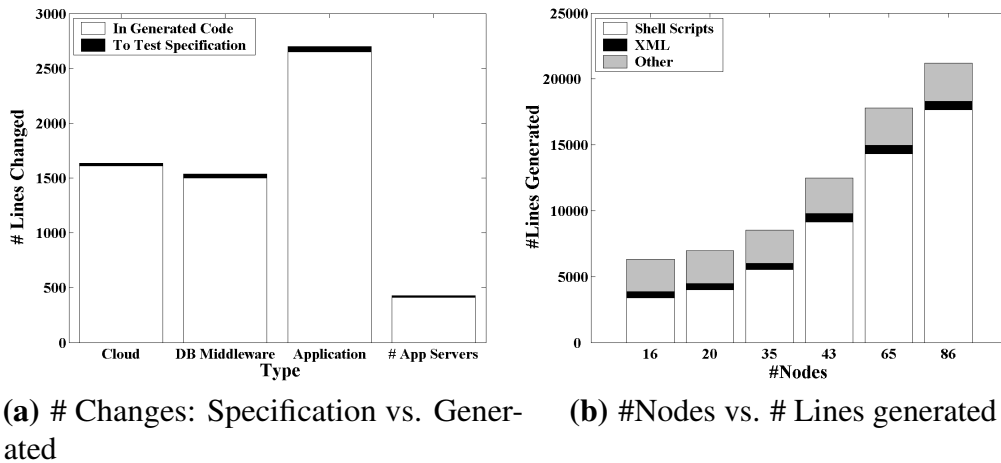 In Generated Code
To Test Specification
# Lines Changed
3000
2500
2000
1500
1000
500
0
Cloud
DB Middleware
Application
# App Servers
Type
(a) # Changes: Specification vs. Gener-
ated
Shell Scripts
XML
Other
#Lines Generated
25000
20000
15000
10000
5000
0
16
20
35
43
65
86
#Nodes
(b) #Nodes vs. # Lines generated